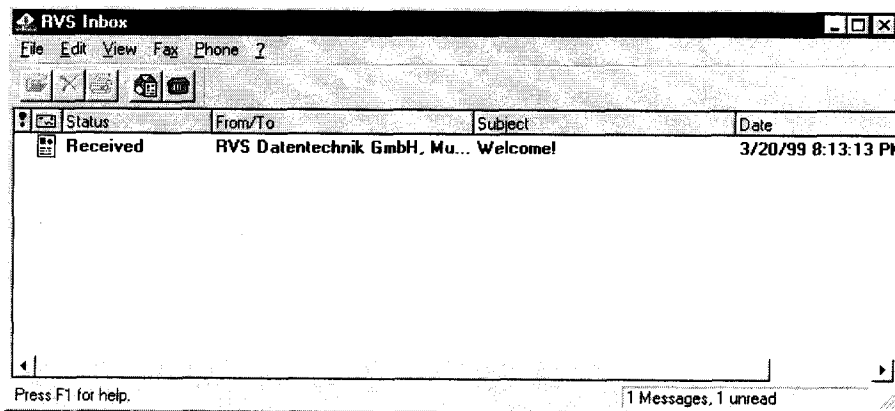 RVS Inbox
File Edit View Fax Phone ?
! Status From/To Subject Date
Received RVS Datentechnik GmbH, Mu... Welcome! 3/20/99 8:13:13 PM
Press F1 for help. 1 Messages, 1 unread